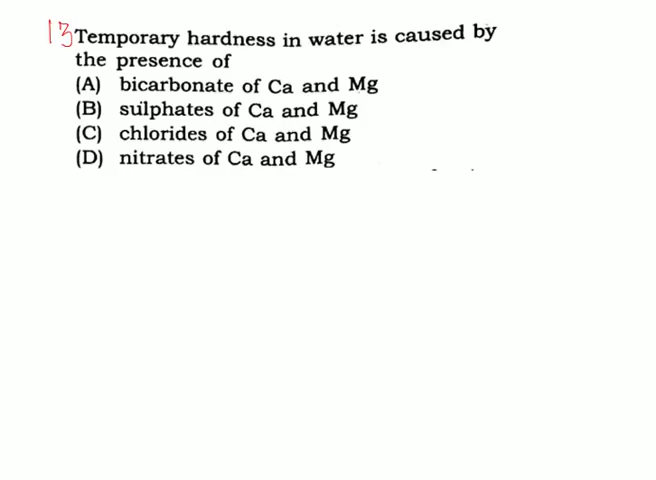 13 Temporary hardness in water is caused by
the presence of
(A) bicarbonate of Ca and Mg
(B) sulphates of Ca and Mg
(C) chlorides of Ca and Mg
(D) nitrates of Ca and Mg